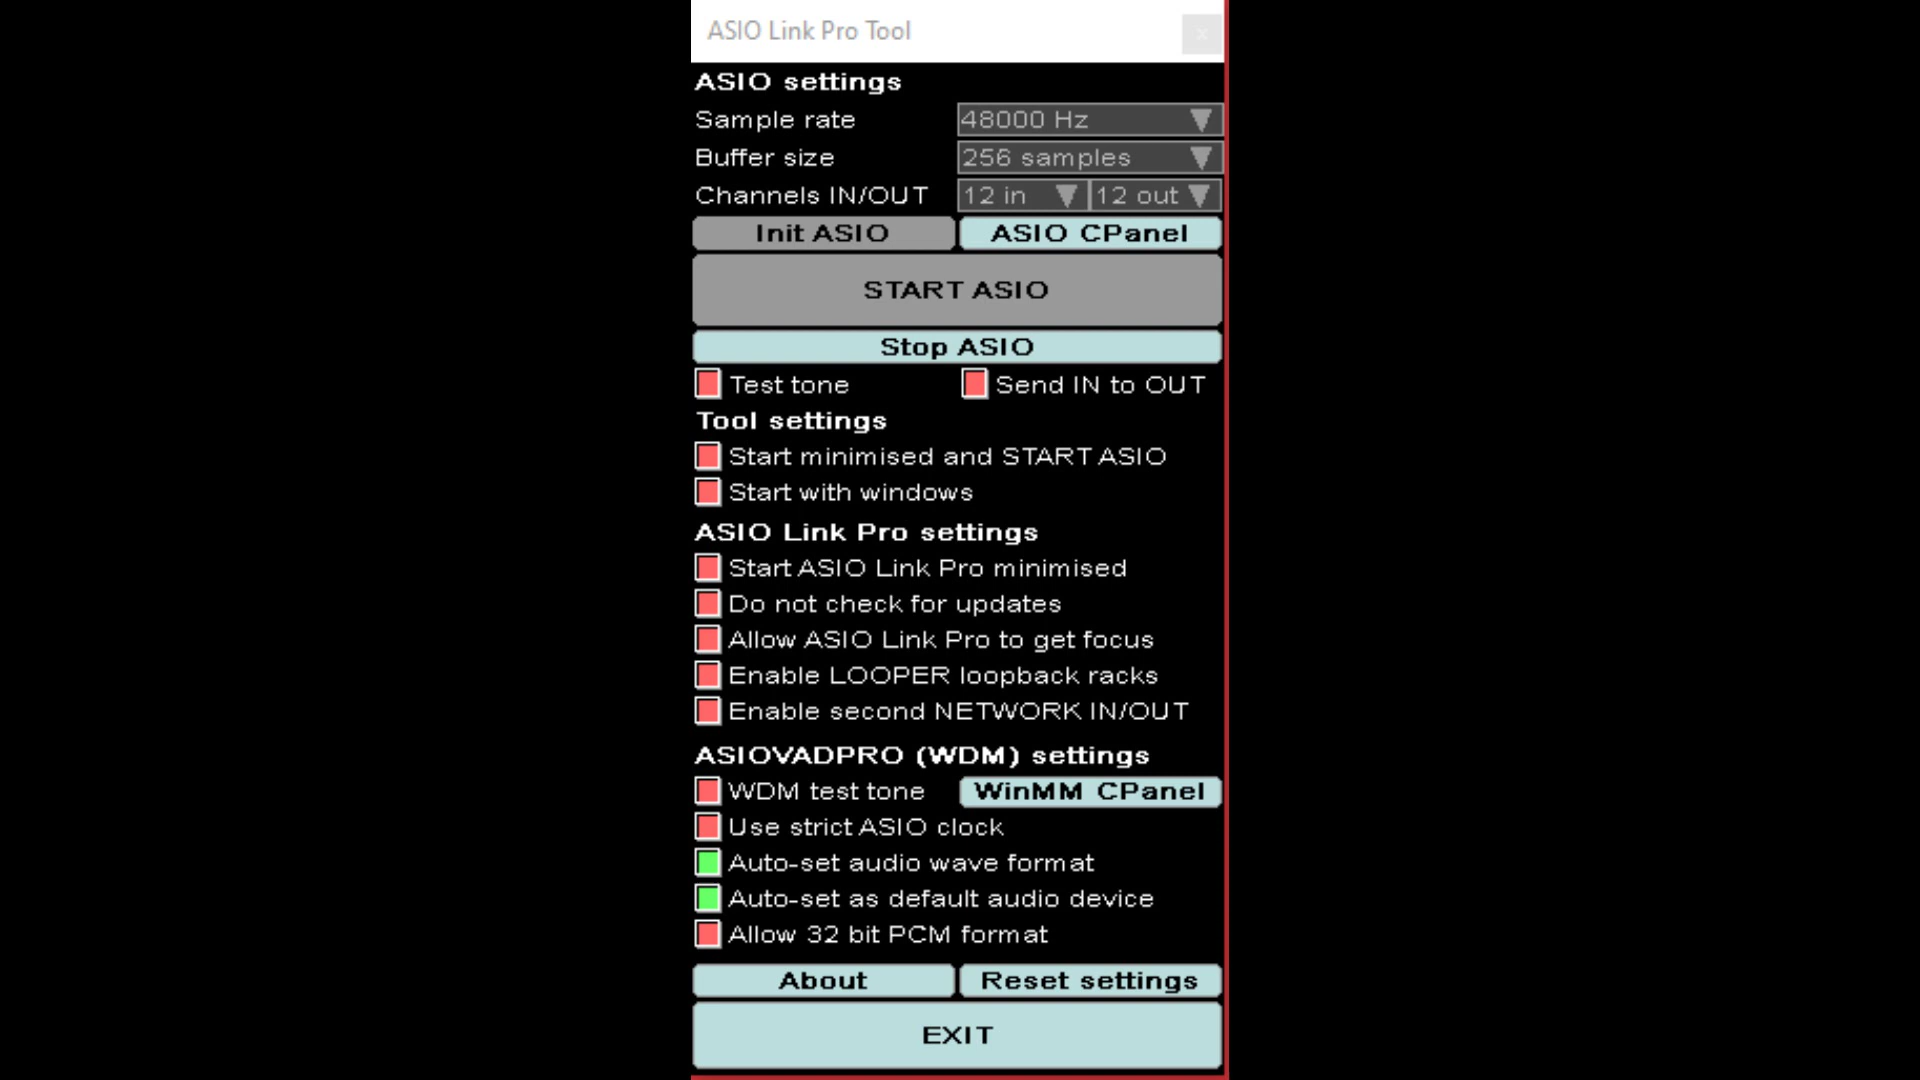 ASIO Link Pro Tool
x
ASIO settings
Sample rate 48000 Hz
Buffer size 256 samples
Channels IN/OUT 12 in 12 out
Init ASIO ASIO CPanel
START ASIO
Stop ASIO
Test tone Send IN to OUT
Tool settings
Start minimised and START ASIO
Start with windows
ASIO Link Pro settings
Start ASIO Link Pro minimised
Do not check for updates
Allow ASIO Link Pro to get focus
Enable LOOPER loopback racks
Enable second NETWORK IN/OUT
ASIOVADPRO (WDM) settings
WDM test tone WinMM CPanel
Use strict ASIO clock
Auto-set audio wave format
Auto-set as default audio device
Allow 32 bit PCM format
About Reset settings
EXIT